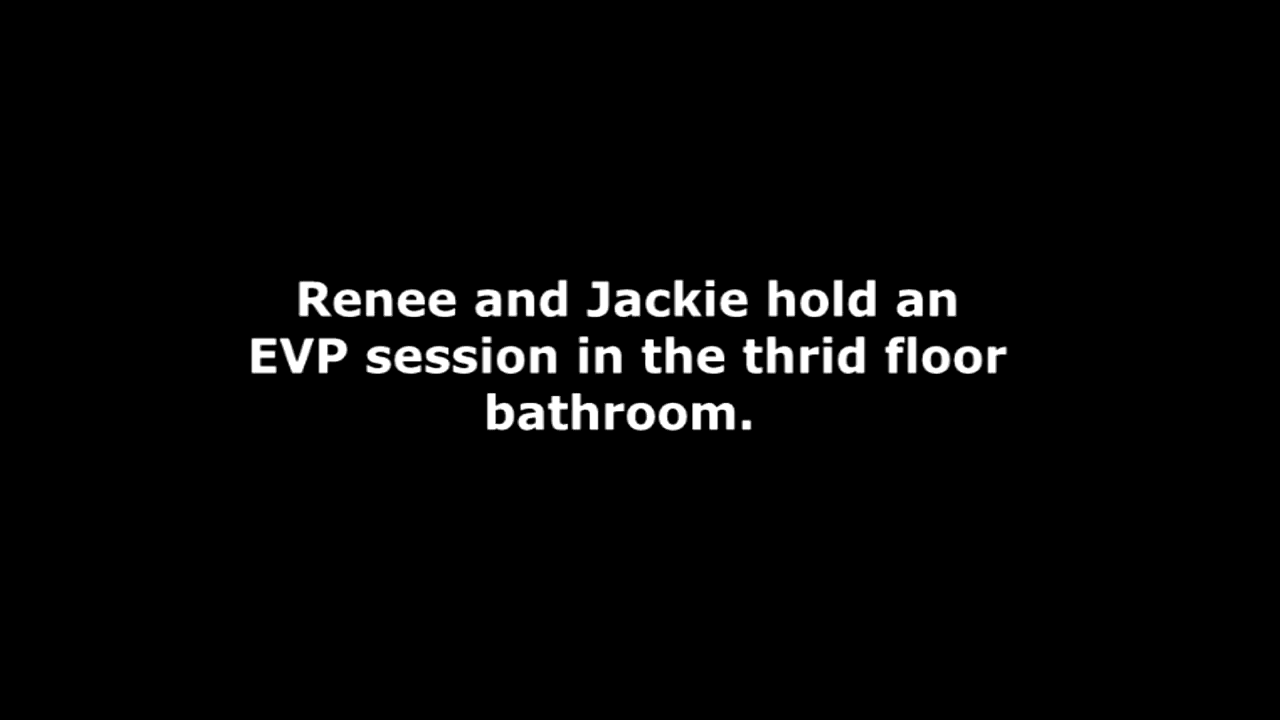 Renee and Jackie hold an
EVP session in the thrid floor
bathroom.